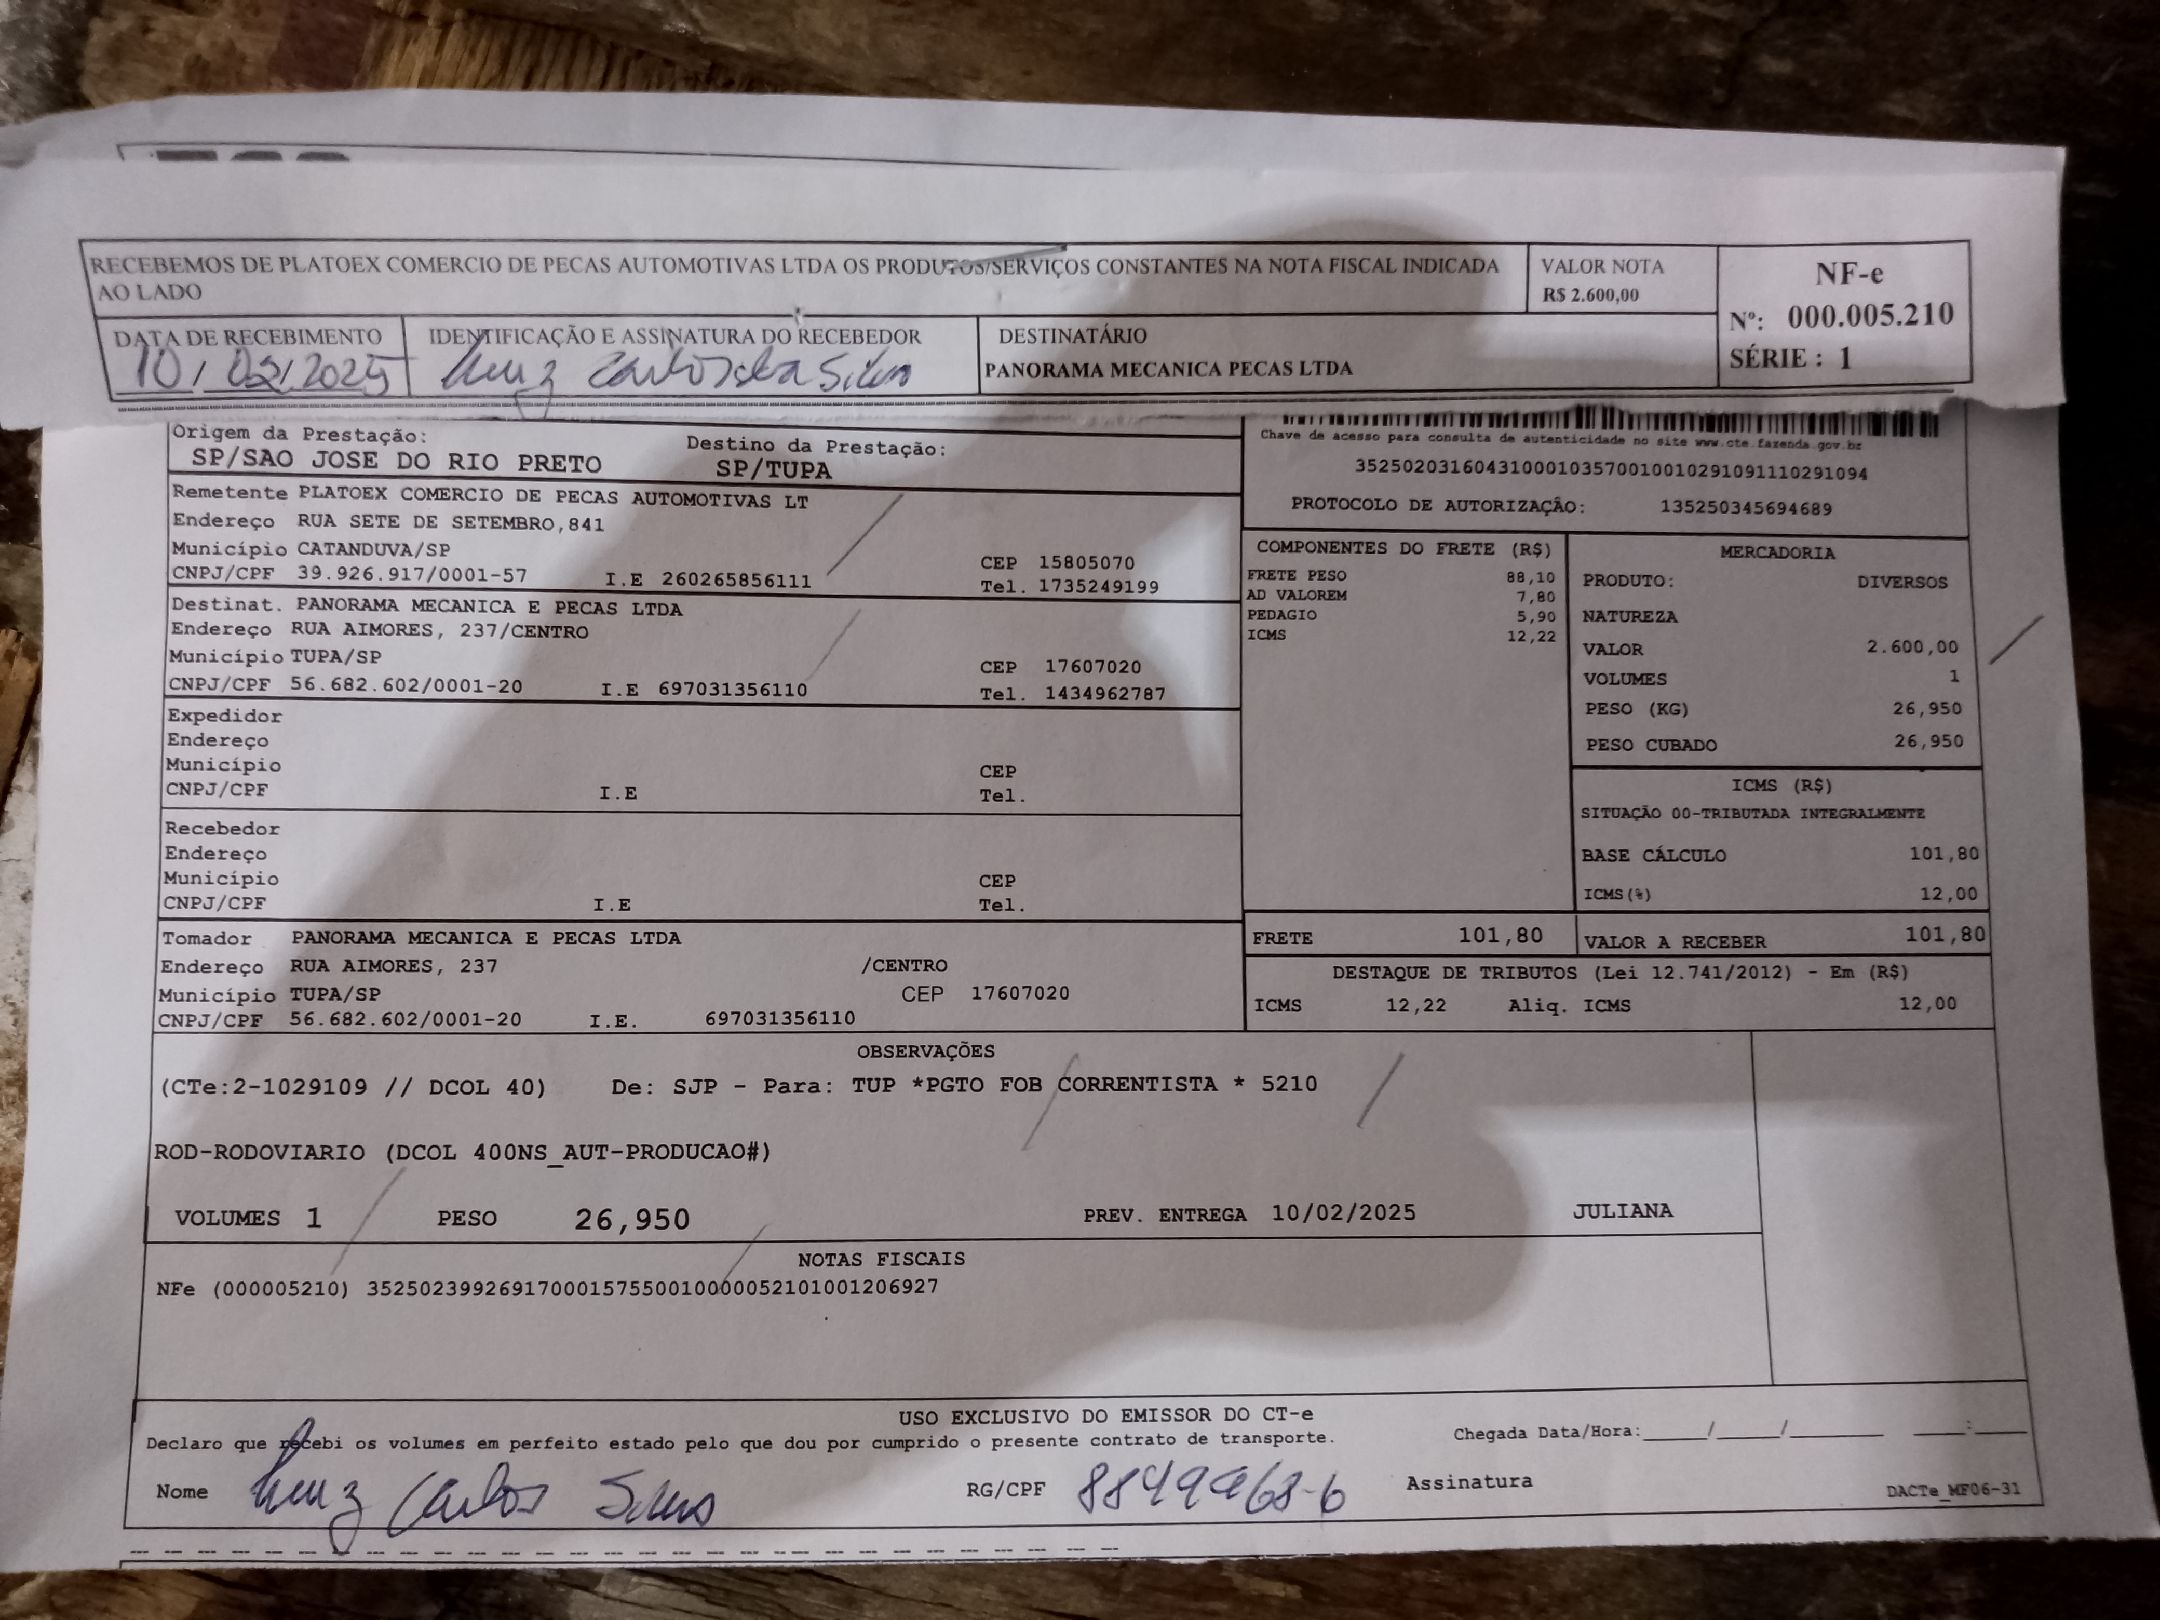 RECEBEMOS DE PLATOEX COMERCIO DE PECAS AUTOMOTIVAS LTDA OS PRODUTOS/SERVIÇOS CONSTANTES NA NOTA FISCAL INDICADA
AO LADO
VALOR NOTA
R$ 2.600,00
NF-e
Nº: 000.005.210
SÉRIE : 1
DATA DE RECEBIMENTO
10/02/2025
IDENTIFICAÇÃO E ASSINATURA DO RECEBEDOR
Luiz Carlos da Silva
DESTINATÁRIO
PANORAMA MECANICA PECAS LTDA
Origem da Prestação:
SP/SAO JOSE DO RIO PRETO
Destino da Prestação:
SP/TUPA
Chave de acesso para consulta de autenticidade no site www.cte.fazenda.gov.br
35250203160431000103570010010291091110291094
PROTOCOLO DE AUTORIZAÇÃO: 135250345694689
Remetente PLATOEX COMERCIO DE PECAS AUTOMOTIVAS LT
Endereço RUA SETE DE SETEMBRO,841
Município CATANDUVA/SP CEP 15805070
CNPJ/CPF 39.926.917/0001-57 I.E 260265856111 Tel. 1735249199
Destinat. PANORAMA MECANICA E PECAS LTDA
Endereço RUA AIMORES, 237/CENTRO
Município TUPA/SP CEP 17607020
CNPJ/CPF 56.682.602/0001-20 I.E 697031356110 Tel. 1434962787
Expedidor
Endereço
Município CEP
CNPJ/CPF I.E Tel.
Recebedor
Endereço
Município CEP
CNPJ/CPF I.E Tel.
Tomador PANORAMA MECANICA E PECAS LTDA
Endereço RUA AIMORES, 237 /CENTRO
Município TUPA/SP CEP 17607020
CNPJ/CPF 56.682.602/0001-20 I.E. 697031356110
COMPONENTES DO FRETE (R$)
FRETE PESO 88,10
AD VALOREM 7,80
PEDAGIO 5,90
ICMS 12,22
MERCADORIA
PRODUTO: DIVERSOS
NATUREZA
VALOR 2.600,00
VOLUMES 1
PESO (KG) 26,950
PESO CUBADO 26,950
ICMS (R$)
SITUAÇÃO 00-TRIBUTADA INTEGRALMENTE
BASE CÁLCULO 101,80
ICMS(%) 12,00
FRETE 101,80
VALOR A RECEBER 101,80
DESTAQUE DE TRIBUTOS (Lei 12.741/2012) - Em (R$)
ICMS 12,22 Aliq. ICMS 12,00
OBSERVAÇÕES
(CTe:2-1029109 // DCOL 40) De: SJP - Para: TUP *PGTO FOB CORRENTISTA * 5210
ROD-RODOVIARIO (DCOL 400NS_AUT-PRODUCAO#)
VOLUMES 1 PESO 26,950 PREV. ENTREGA 10/02/2025 JULIANA
NOTAS FISCAIS
NFe (000005210) 35250239926917000157550010000052101001206927
USO EXCLUSIVO DO EMISSOR DO CT-e
Declaro que recebi os volumes em perfeito estado pelo que dou por cumprido o presente contrato de transporte.
Chegada Data/Hora:_____/_____/_______ ____:____
Nome Luiz Carlos Silva RG/CPF Assinatura
DACTe_MF06-31